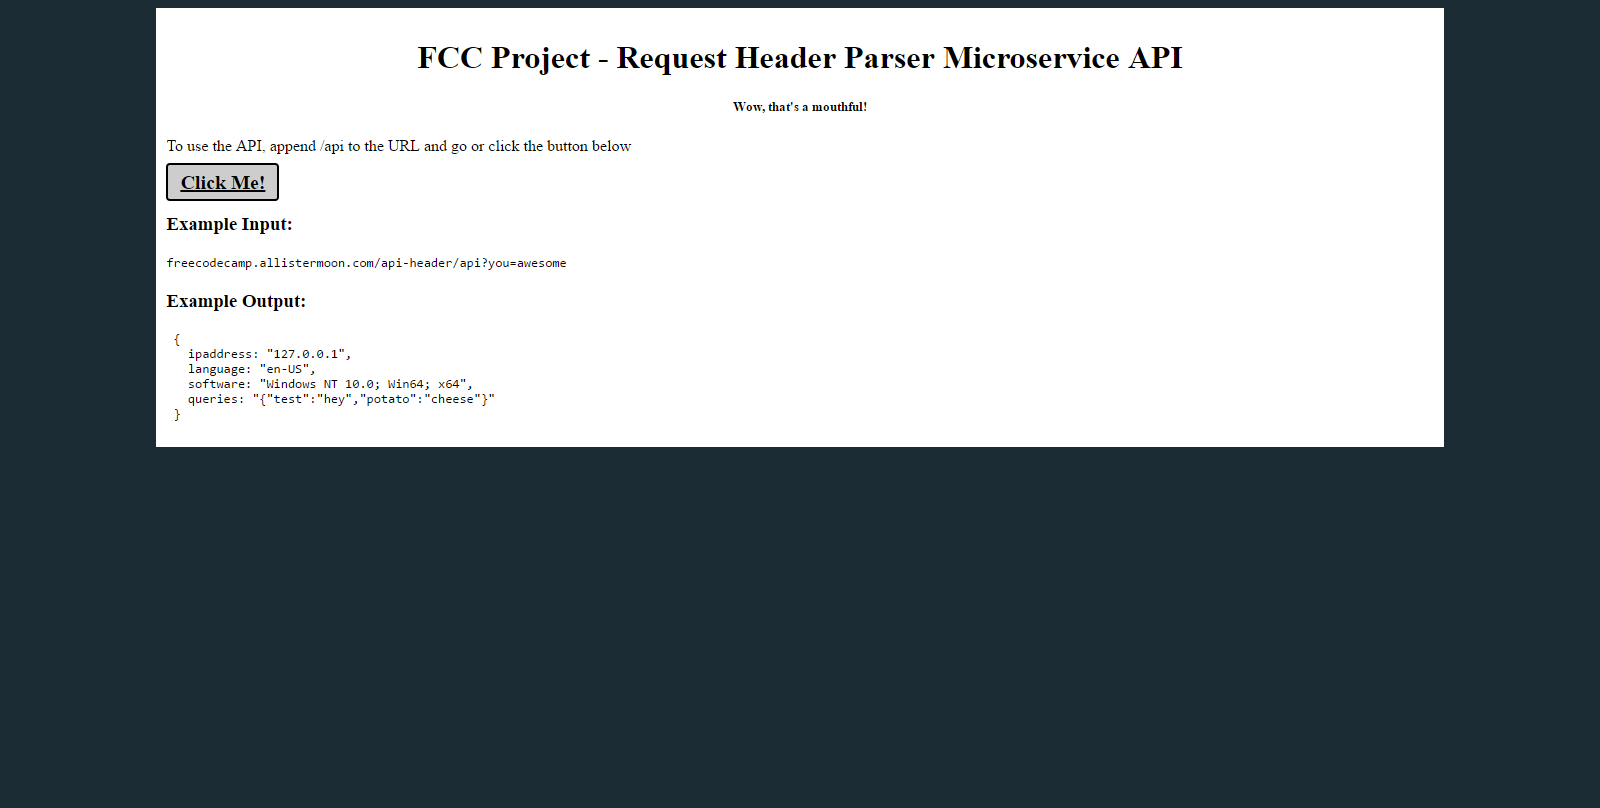 FCC Project - Request Header Parser Microservice API
Wow, that's a mouthful!
To use the API, append /api to the URL and go or click the button below
Click Me!
Example Input:
freecodecamp.allistermoon.com/api-header/api?you=awesome
Example Output:
{
  ipaddress: "127.0.0.1",
  language: "en-US",
  software: "Windows NT 10.0; Win64; x64",
  queries: "{"test":"hey","potato":"cheese"}"
}